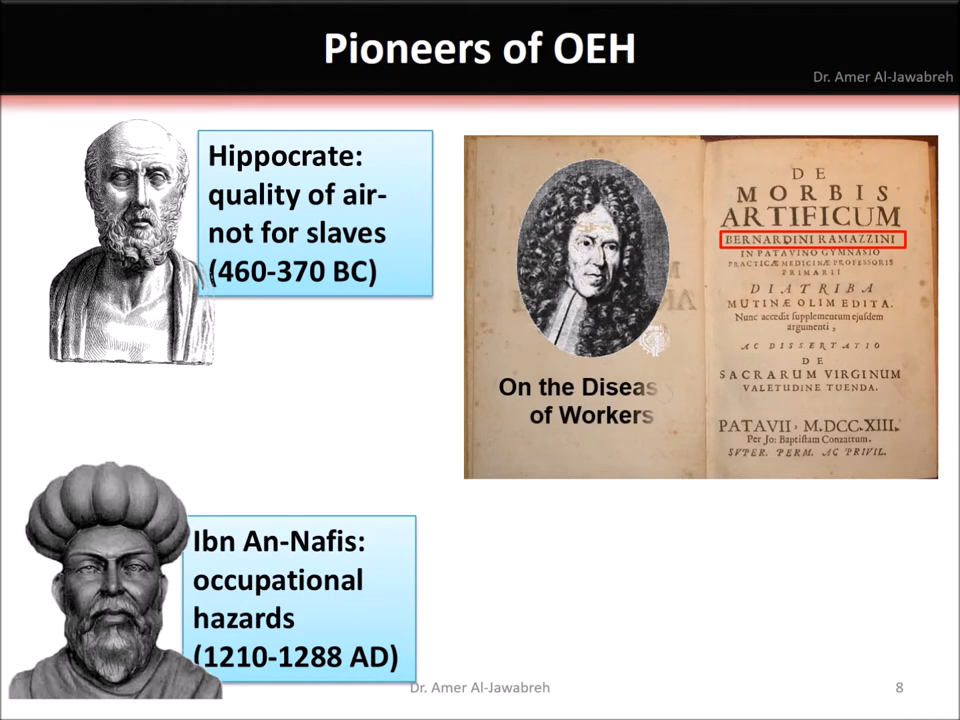 Pioneers of OEH
Dr. Amer Al-Jawabreh
Hippocrate:
quality of air-
not for slaves
(460-370 BC)
On the Diseas
of Workers
DE
MORBIS
ARTIFICUM
BERNARDINI RAMAZZINI
IN PATAVINO GYMNASIO
PRACTICÆ MEDICINÆ PROFESSORIS
PRIMARII
DIATRIBA
MUTINÆ OLIM EDITA.
Nunc accedit supplementum ejusdem
argumenti,
AC DISSERTATIO
DE
SACRARUM VIRGINUM
VALETUDINE TUENDA.
PATAVII, M.DCC.XIII.
Per Jo: Baptistam Conzattum.
SVPER. PERM. AC PRIVIL.
Ibn An-Nafis:
occupational
hazards
(1210-1288 AD)
Dr. Amer Al-Jawabreh
8